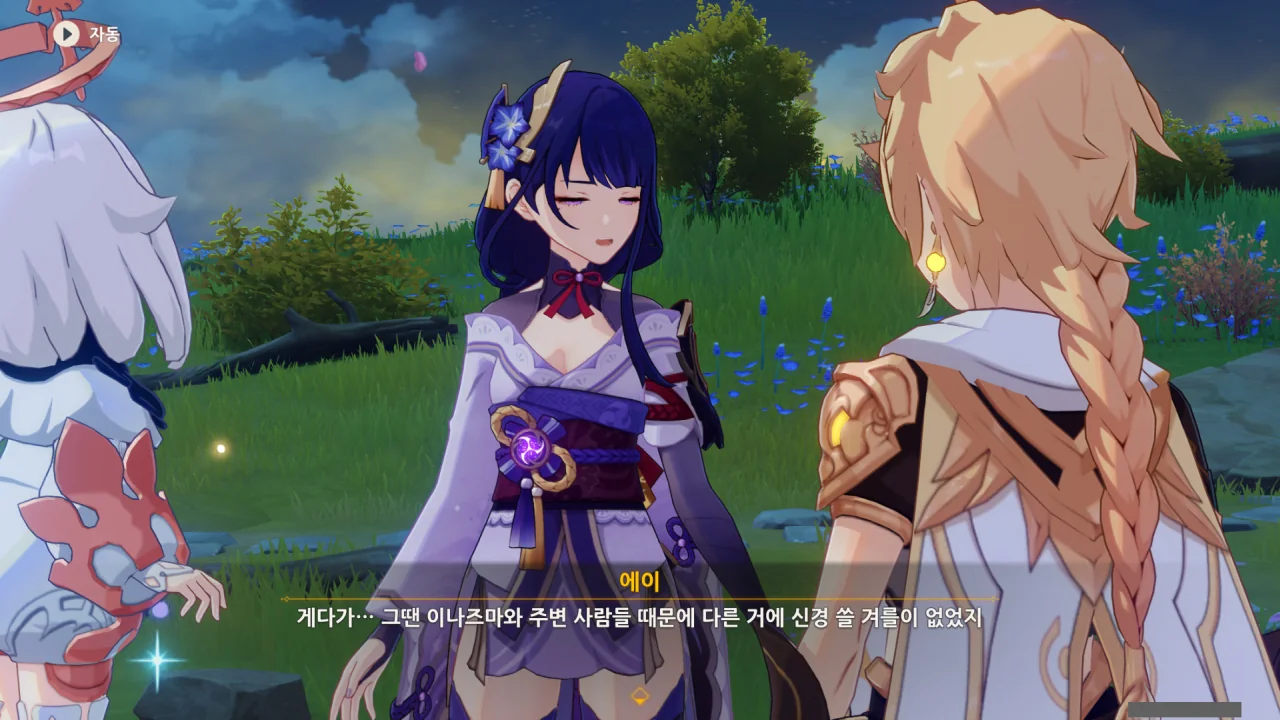 자동
에이
게다가… 그땐 이나즈마와 주변 사람들 때문에 다른 거에 신경 쓸 겨를이 없었지